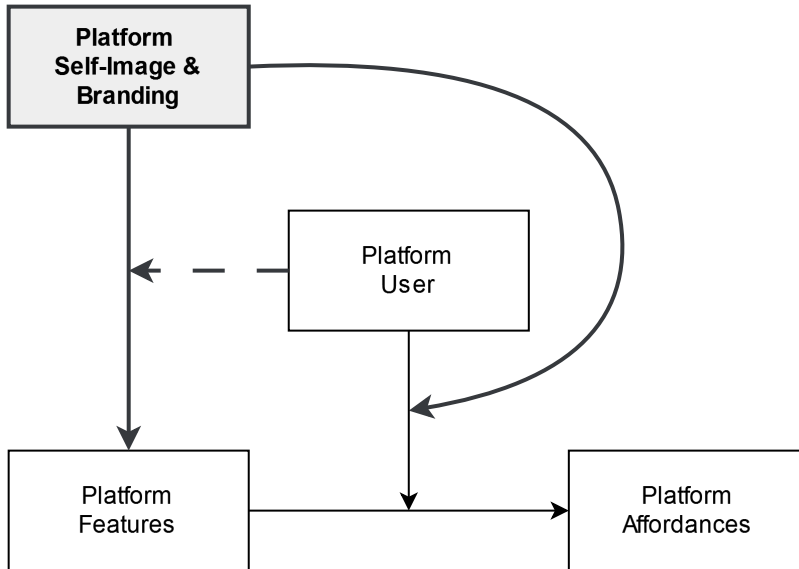 Platform
Self-Image &
Branding
Platform
User
Platform
Features
Platform
Affordances